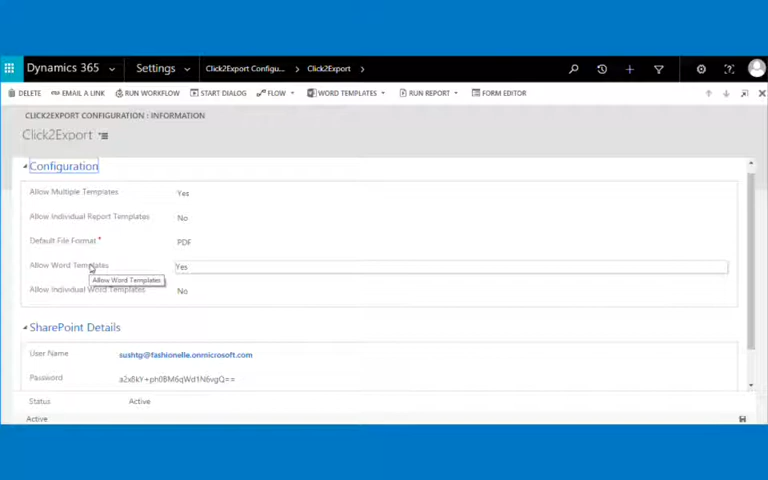 Dynamics 365 Settings Click2Export Configu... Click2Export
DELETE EMAIL A LINK RUN WORKFLOW START DIALOG FLOW WORD TEMPLATES RUN REPORT FORM EDITOR
CLICK2EXPORT CONFIGURATION : INFORMATION
Click2Export
Configuration
Allow Multiple Templates Yes
Allow Individual Report Templates No
Default File Format * PDF
Allow Word Templates Yes
Allow Word Templates
Allow Individual Word Templates No
SharePoint Details
User Name sushtg@fashionelle.onmicrosoft.com
Password
Status Active
Active